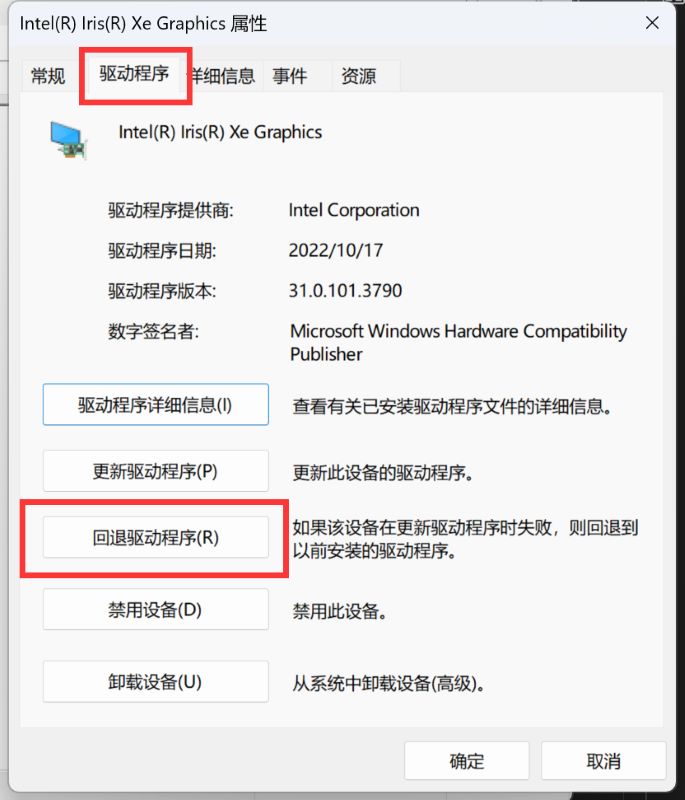 Intel(R) Iris(R) Xe Graphics 属性
常规 驱动程序 详细信息 事件 资源
Intel(R) Iris(R) Xe Graphics
驱动程序提供商: Intel Corporation
驱动程序日期: 2022/10/17
驱动程序版本: 31.0.101.3790
数字签名者: Microsoft Windows Hardware Compatibility
Publisher
驱动程序详细信息(I) 查看有关已安装驱动程序文件的详细信息。
更新驱动程序(P) 更新此设备的驱动程序。
回退驱动程序(R) 如果该设备在更新驱动程序时失败，则回退到
以前安装的驱动程序。
禁用设备(D) 禁用此设备。
卸载设备(U) 从系统中卸载设备(高级)。
确定 取消